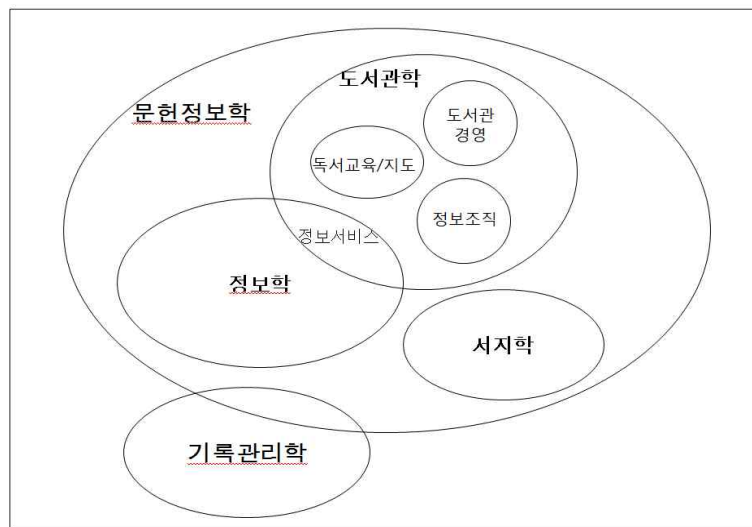 도서관학
문헌정보학
도서관
경영
독서교육/지도
정보조직
정보서비스
정보학
서지학
기록관리학